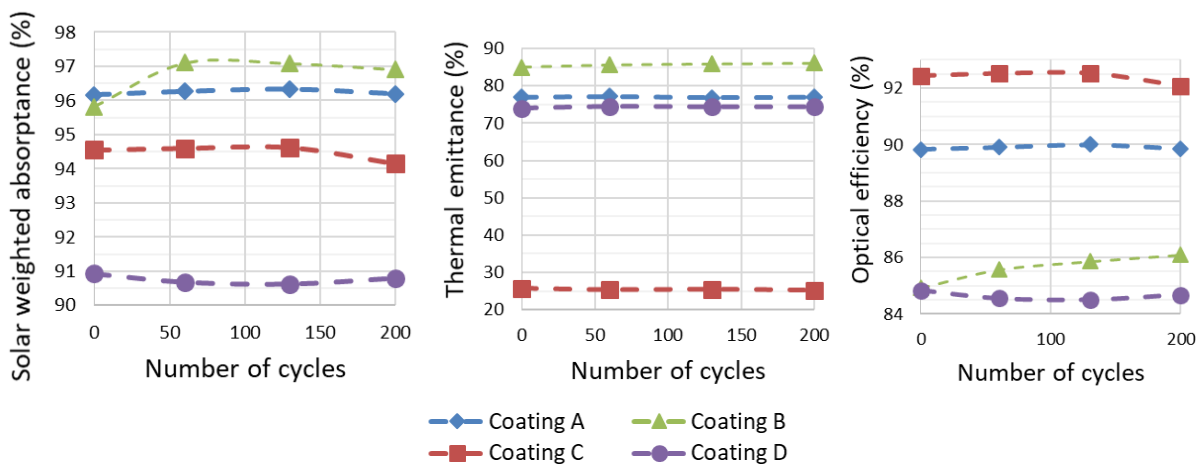 Solar weighted absorptance (%)
98
97
96
95
94
93
92
91
90
0 50 100 150 200
Number of cycles
Thermal emittance (%)
90
80
70
60
50
40
30
20
0 50 100 150 200
Number of cycles
Optical efficiency (%)
92
90
88
86
84
0 100 200
Number of cycles
Coating A Coating B
Coating C Coating D